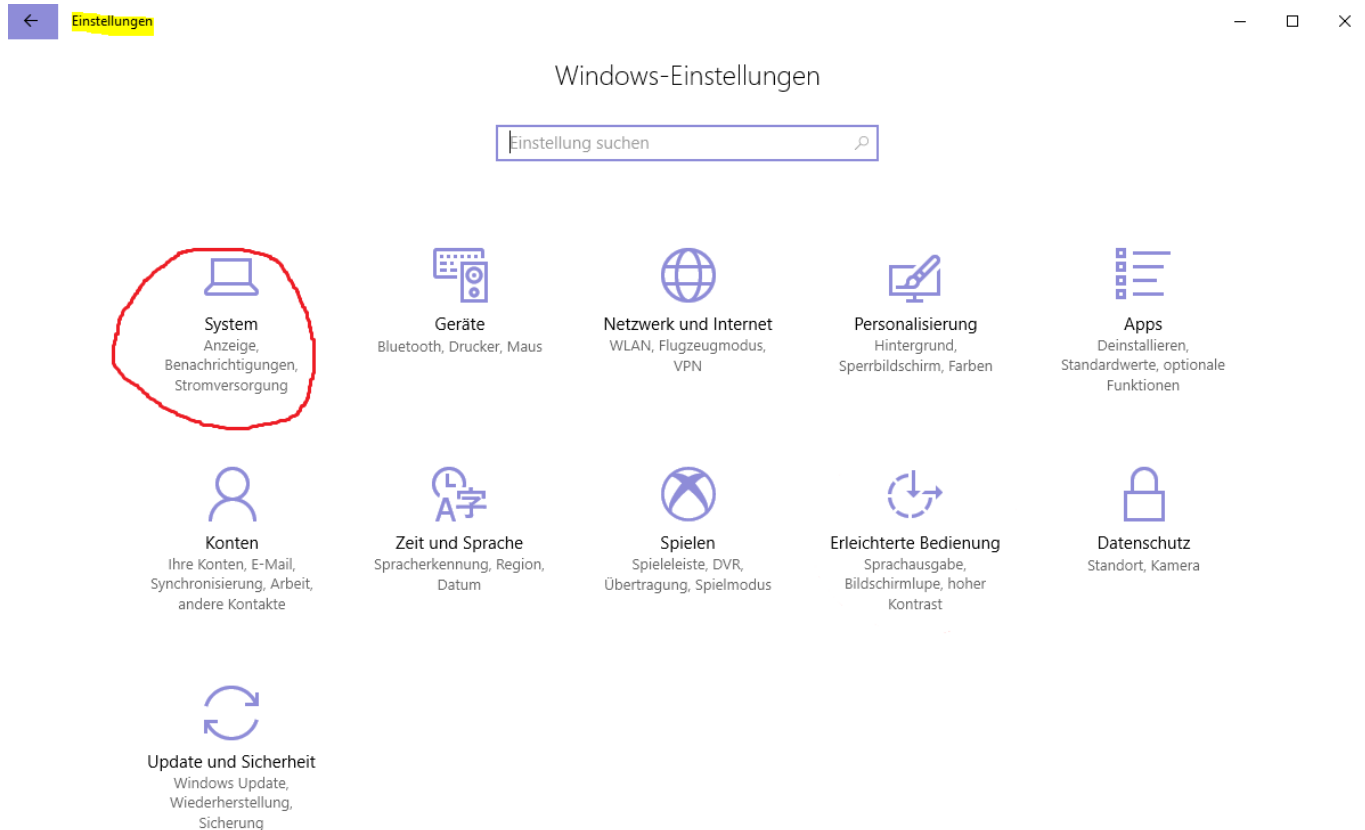 Einstellungen
Windows-Einstellungen
Einstellung suchen
System
Anzeige,
Benachrichtigungen,
Stromversorgung
Geräte
Bluetooth, Drucker, Maus
Netzwerk und Internet
WLAN, Flugzeugmodus,
VPN
Personalisierung
Hintergrund,
Sperrbildschirm, Farben
Apps
Deinstallieren,
Standardwerte, optionale
Funktionen
Konten
Ihre Konten, E-Mail,
Synchronisierung, Arbeit,
andere Kontakte
Zeit und Sprache
Spracherkennung, Region,
Datum
Spielen
Spieleleiste, DVR,
Übertragung, Spielmodus
Erleichterte Bedienung
Sprachausgabe,
Bildschirmlupe, hoher
Kontrast
Datenschutz
Standort, Kamera
Update und Sicherheit
Windows Update,
Wiederherstellung,
Sicherung